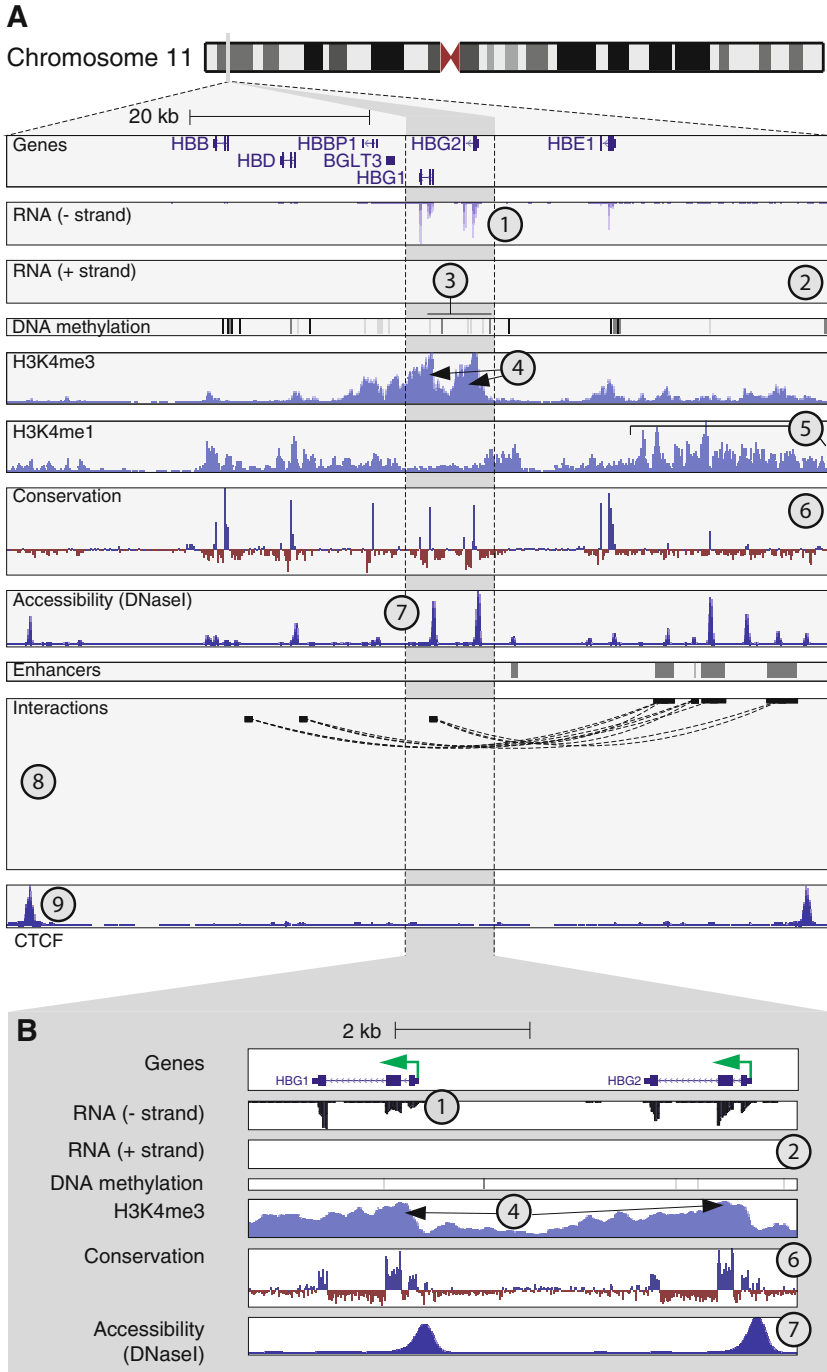 A
Chromosome 11
20 kb
Genes
HBB
HBBP1
HBG2
HBE1
HBD
BGLT3
HBG1
RNA (- strand)
1
RNA (+ strand)
2
3
DNA methylation
H3K4me3
4
H3K4me1
5
Conservation
6
Accessibility (DNaseI)
7
Enhancers
Interactions
8
9
CTCF
B
2 kb
Genes
HBG1
HBG2
RNA (- strand)
1
RNA (+ strand)
2
DNA methylation
H3K4me3
4
Conservation
6
Accessibility
(DNaseI)
7